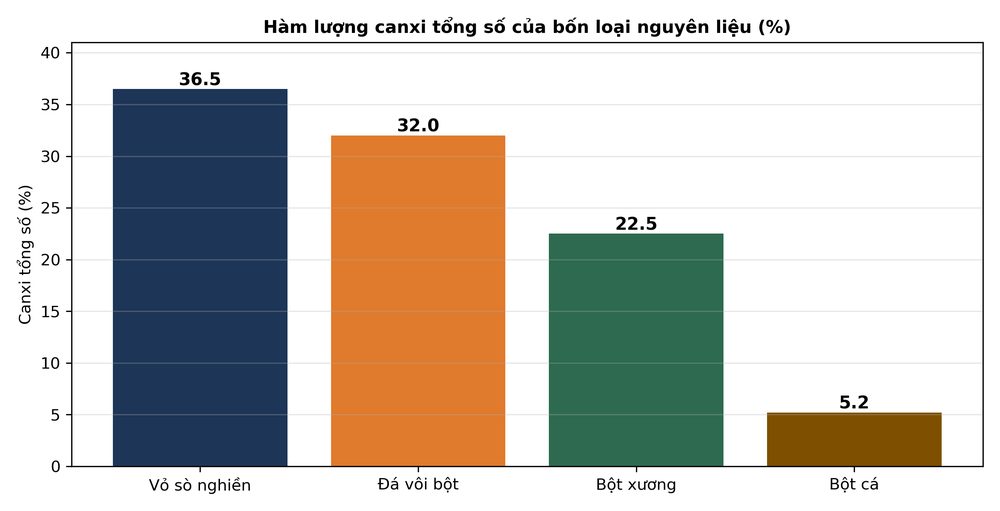 Hàm lượng canxi tổng số của bốn loại nguyên liệu (%)
Canxi tổng số (%)
40
35
30
25
20
15
10
5
0
36.5
32.0
22.5
5.2
Vỏ sò nghiền
Đá vôi bột
Bột xương
Bột cá